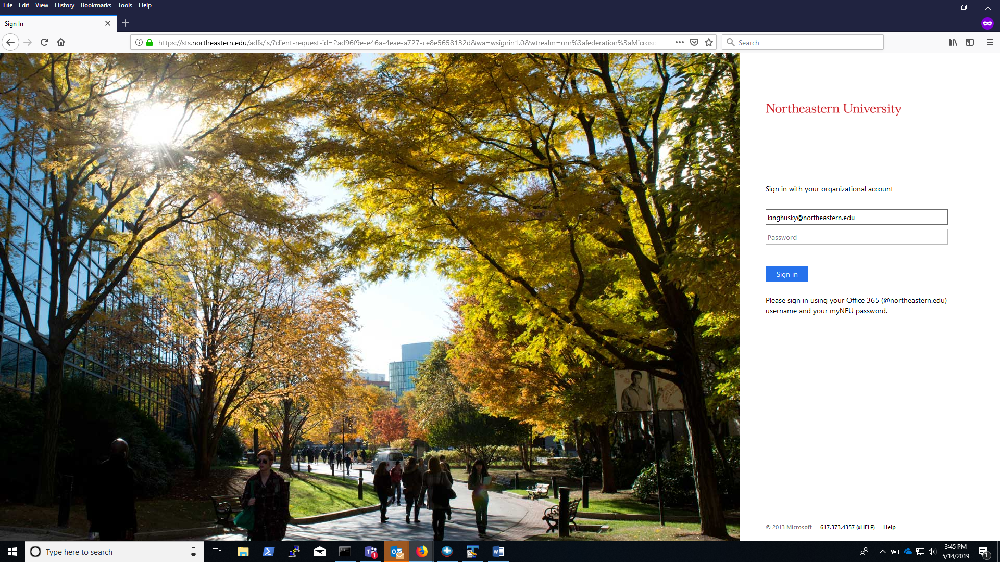 File Edit View History Bookmarks Tools Help
Sign In
https://sts.northeastern.edu/adfs/ls/?client-request-id=2ad96f9e-e46a-4eae-a727-ce8e5658132d&wa=wsignin1.0&wtrealm=urn%3afederation%3aMicroso
Search
Northeastern University
Sign in with your organizational account
kinghusky@northeastern.edu
Password
Sign in
Please sign in using your Office 365 (@northeastern.edu)
username and your myNEU password.
© 2013 Microsoft 617.373.4357 (xHELP) Help
Type here to search
3:45 PM
5/14/2019
1
1